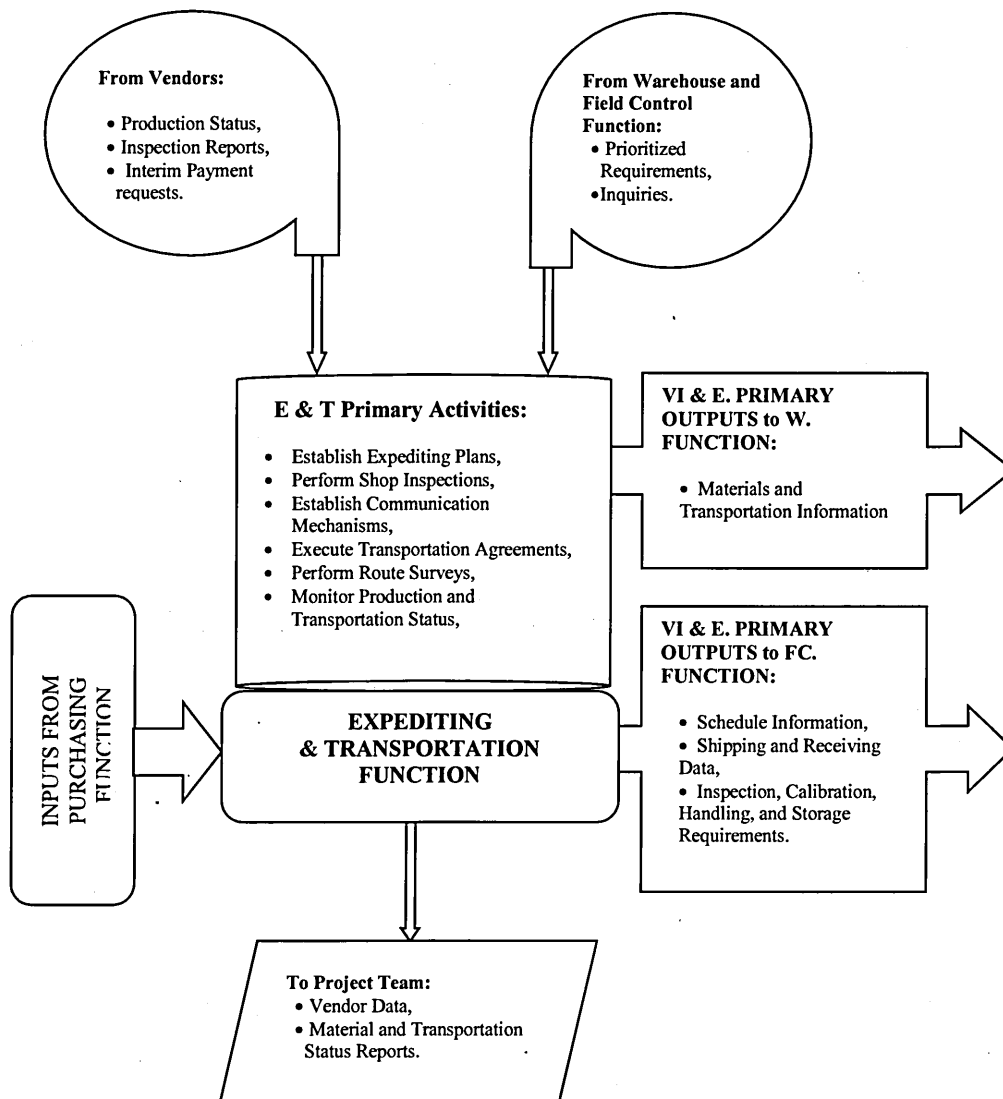 From Vendors:
• Production Status,
• Inspection Reports,
• Interim Payment
requests.
From Warehouse and
Field Control
Function:
• Prioritized
Requirements,
•Inquiries.
E & T Primary Activities:
• Establish Expediting Plans,
• Perform Shop Inspections,
• Establish Communication
Mechanisms,
• Execute Transportation Agreements,
• Perform Route Surveys,
• Monitor Production and
Transportation Status,
VI & E. PRIMARY
OUTPUTS to W.
FUNCTION:
• Materials and
Transportation Information
INPUTS FROM
PURCHASING
FUNCTION
EXPEDITING
& TRANSPORTATION
FUNCTION
VI & E. PRIMARY
OUTPUTS to FC.
FUNCTION:
• Schedule Information,
• Shipping and Receiving
Data,
• Inspection, Calibration,
Handling, and Storage
Requirements.
To Project Team:
• Vendor Data,
• Material and Transportation
Status Reports.